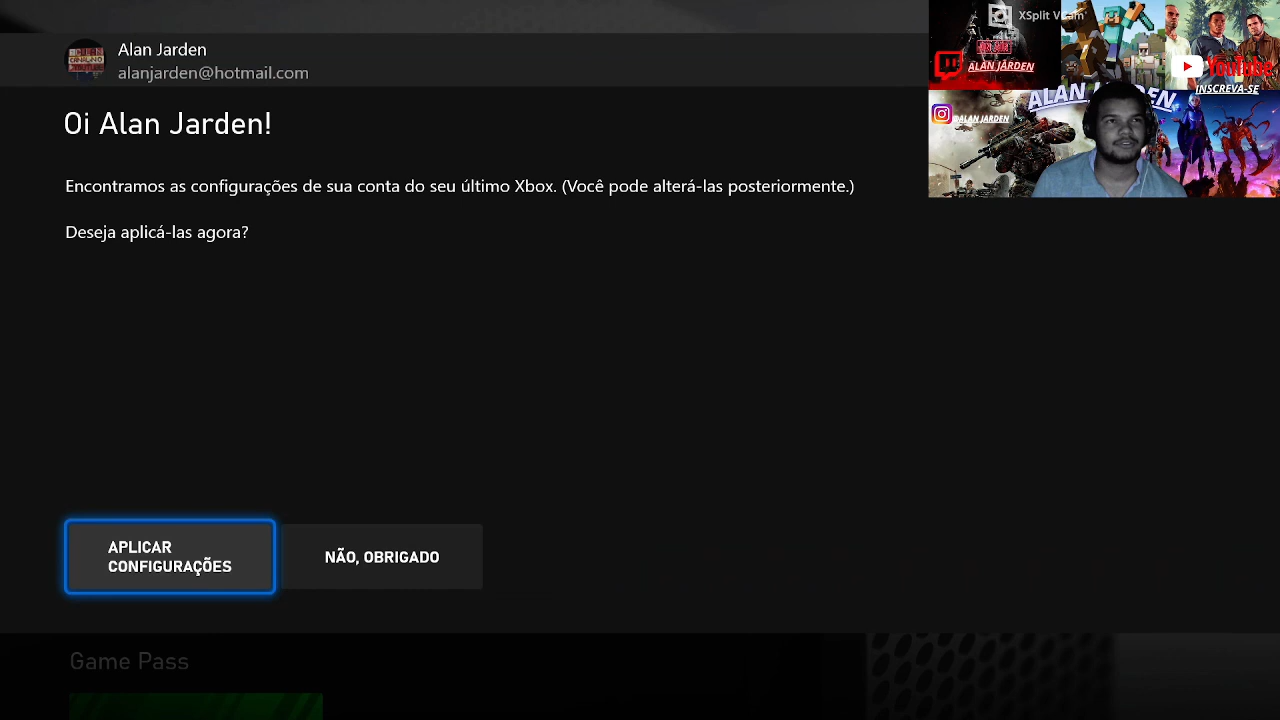 Alan Jarden
alanjarden@hotmail.com
Oi Alan Jarden!
Encontramos as configurações de sua conta do seu último Xbox. (Você pode alterá-las posteriormente.)
Deseja aplicá-las agora?
APLICAR
CONFIGURAÇÕES
NÃO, OBRIGADO
Game Pass
XSplit VCam
ALAN JARDEN
YouTube
INSCREVA-SE
ALAN JARDEN
@ALAN JARDEN